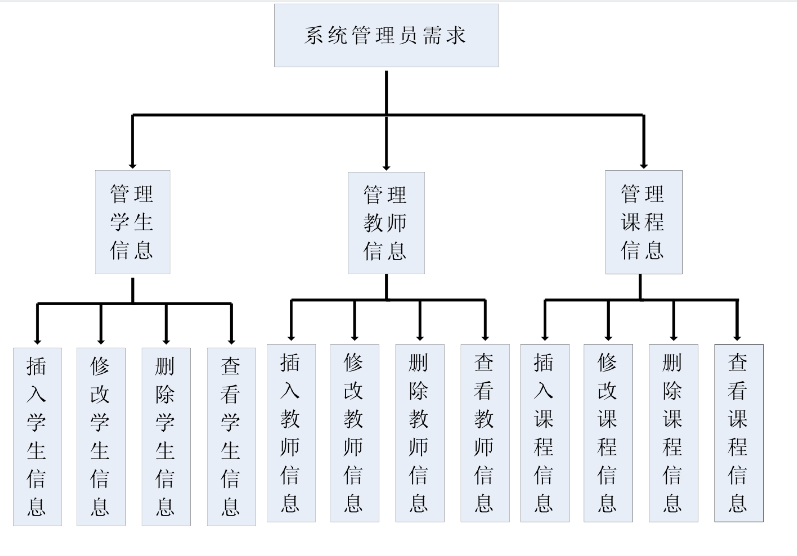 系统管理员需求
管理
学生
信息
管理
教师
信息
管理
课程
信息
插入学生信息
修改学生信息
删除学生信息
查看学生信息
插入教师信息
修改教师信息
删除教师信息
查看教师信息
插入课程信息
修改课程信息
删除课程信息
查看课程信息